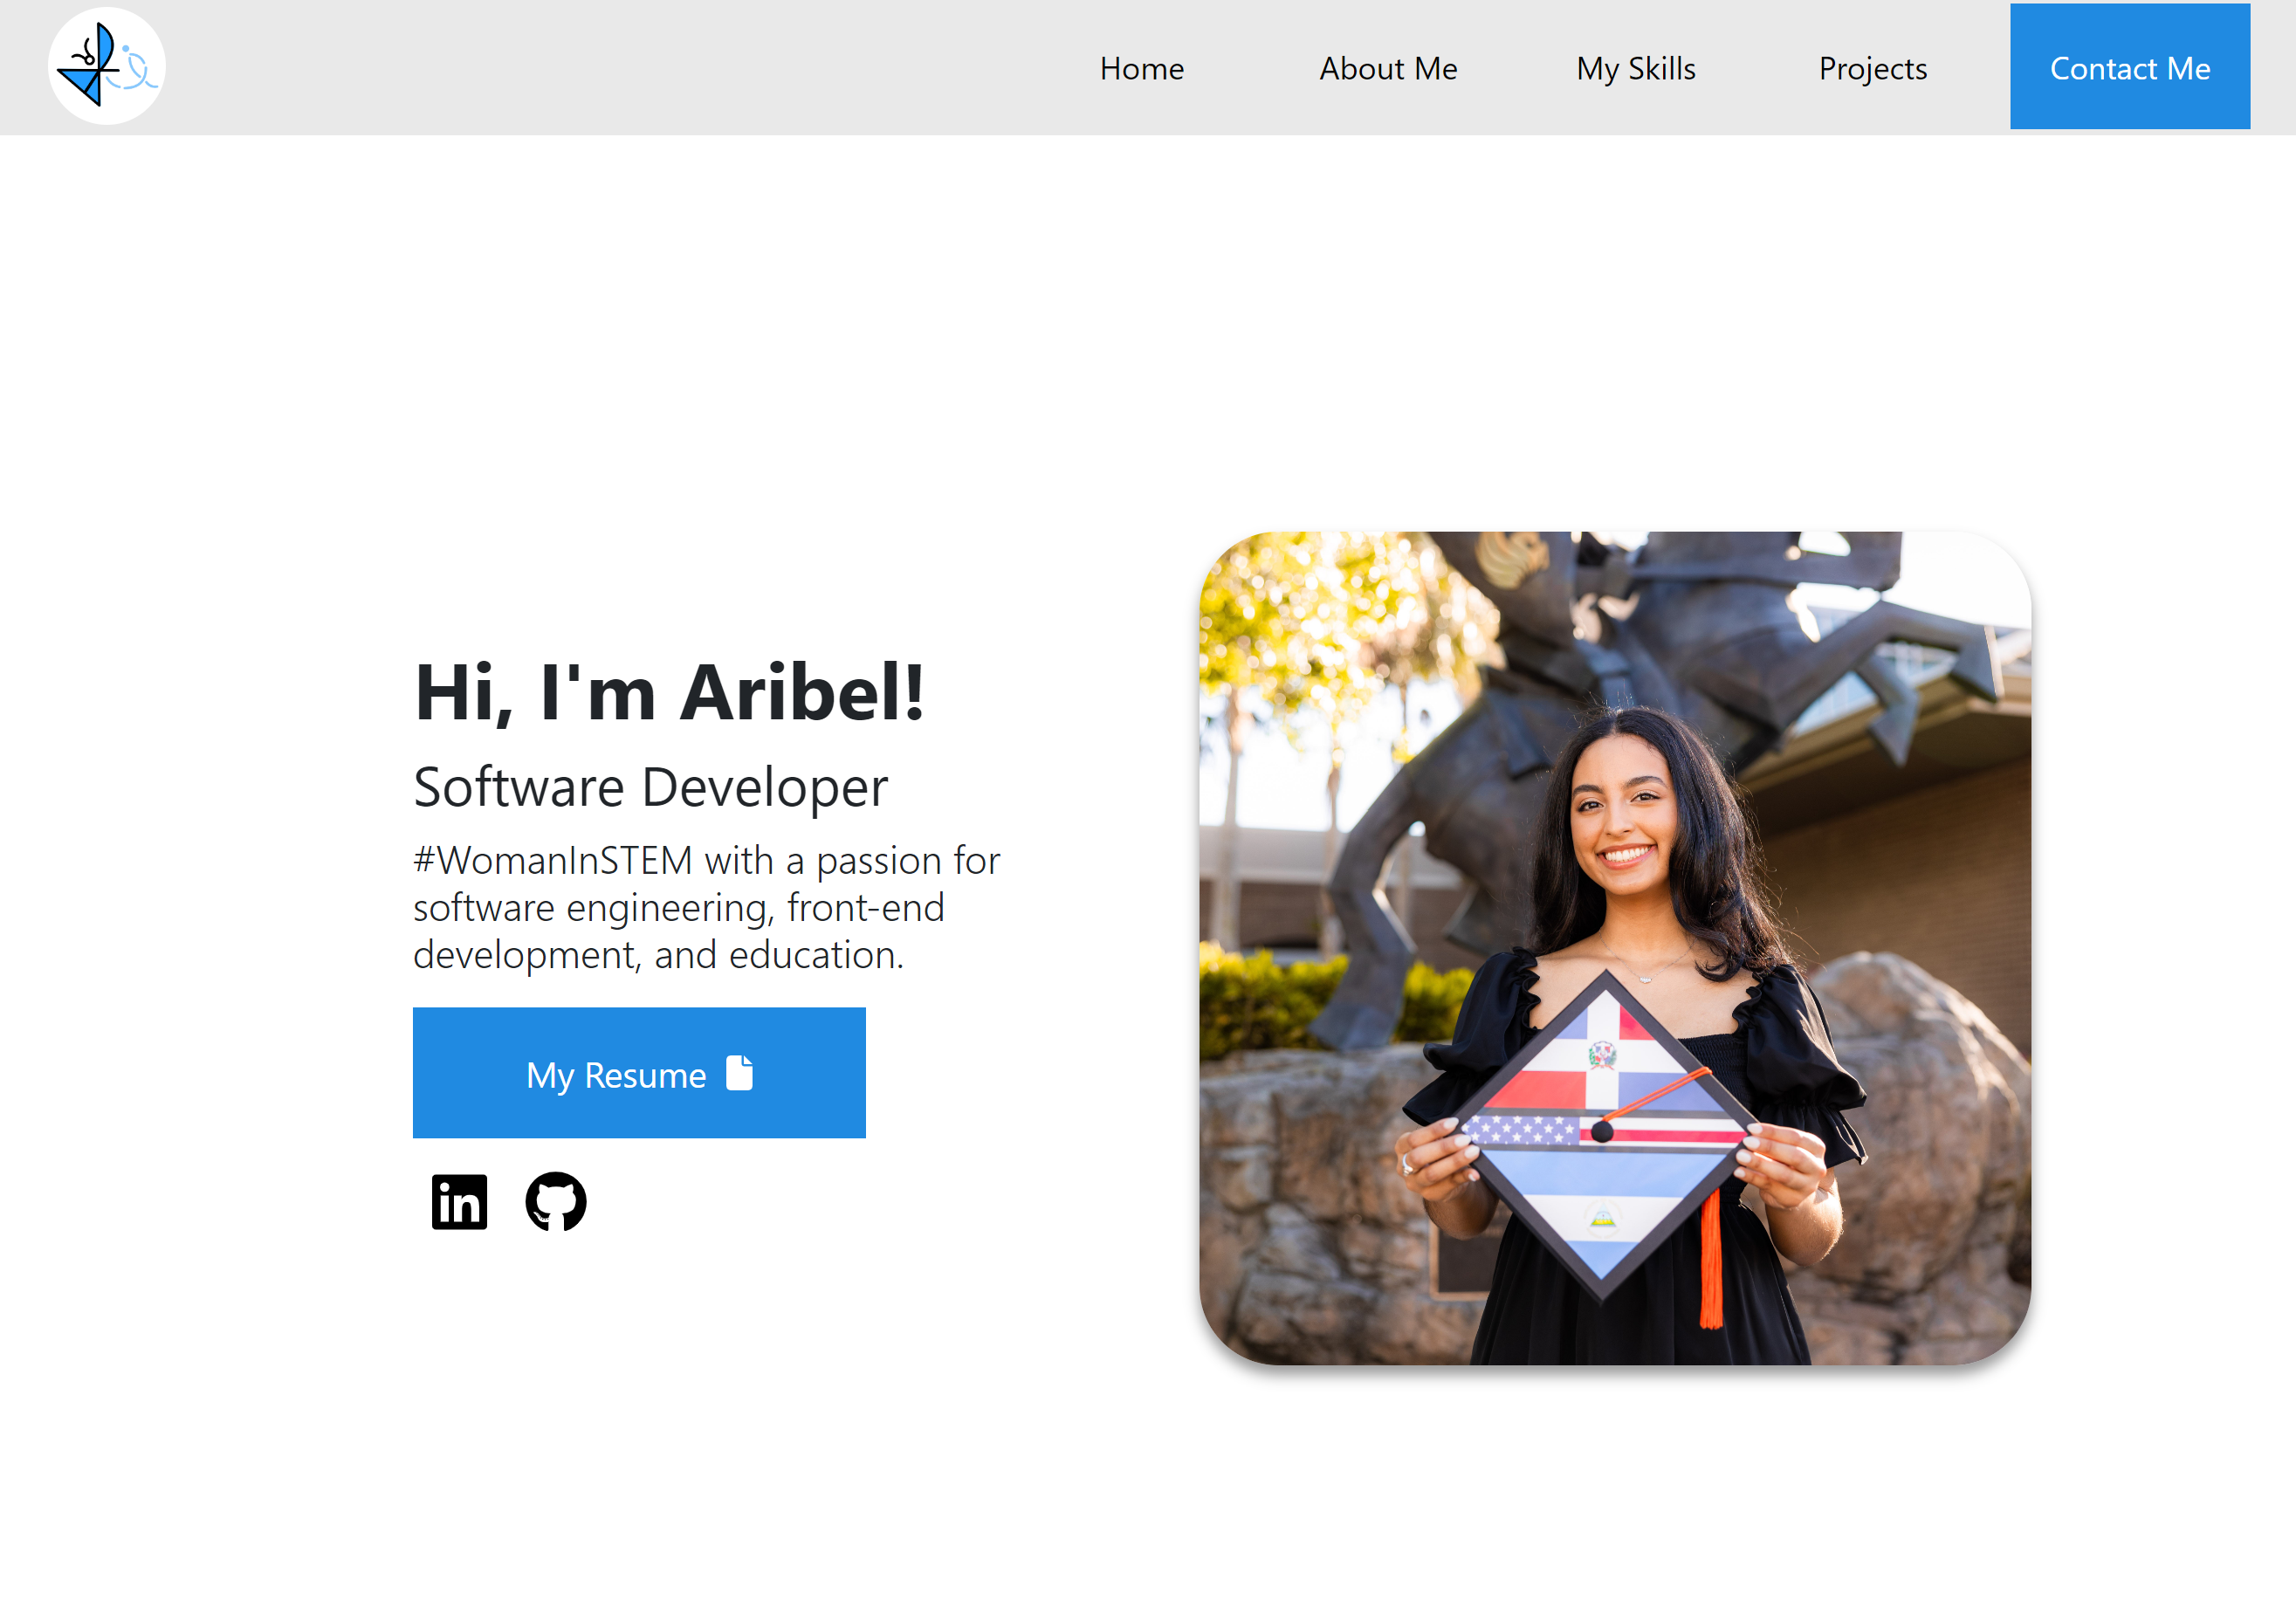 Home
About Me
My Skills
Projects
Contact Me
Hi, I'm Aribel!
Software Developer
#WomanInSTEM with a passion for
software engineering, front-end
development, and education.
My Resume
in